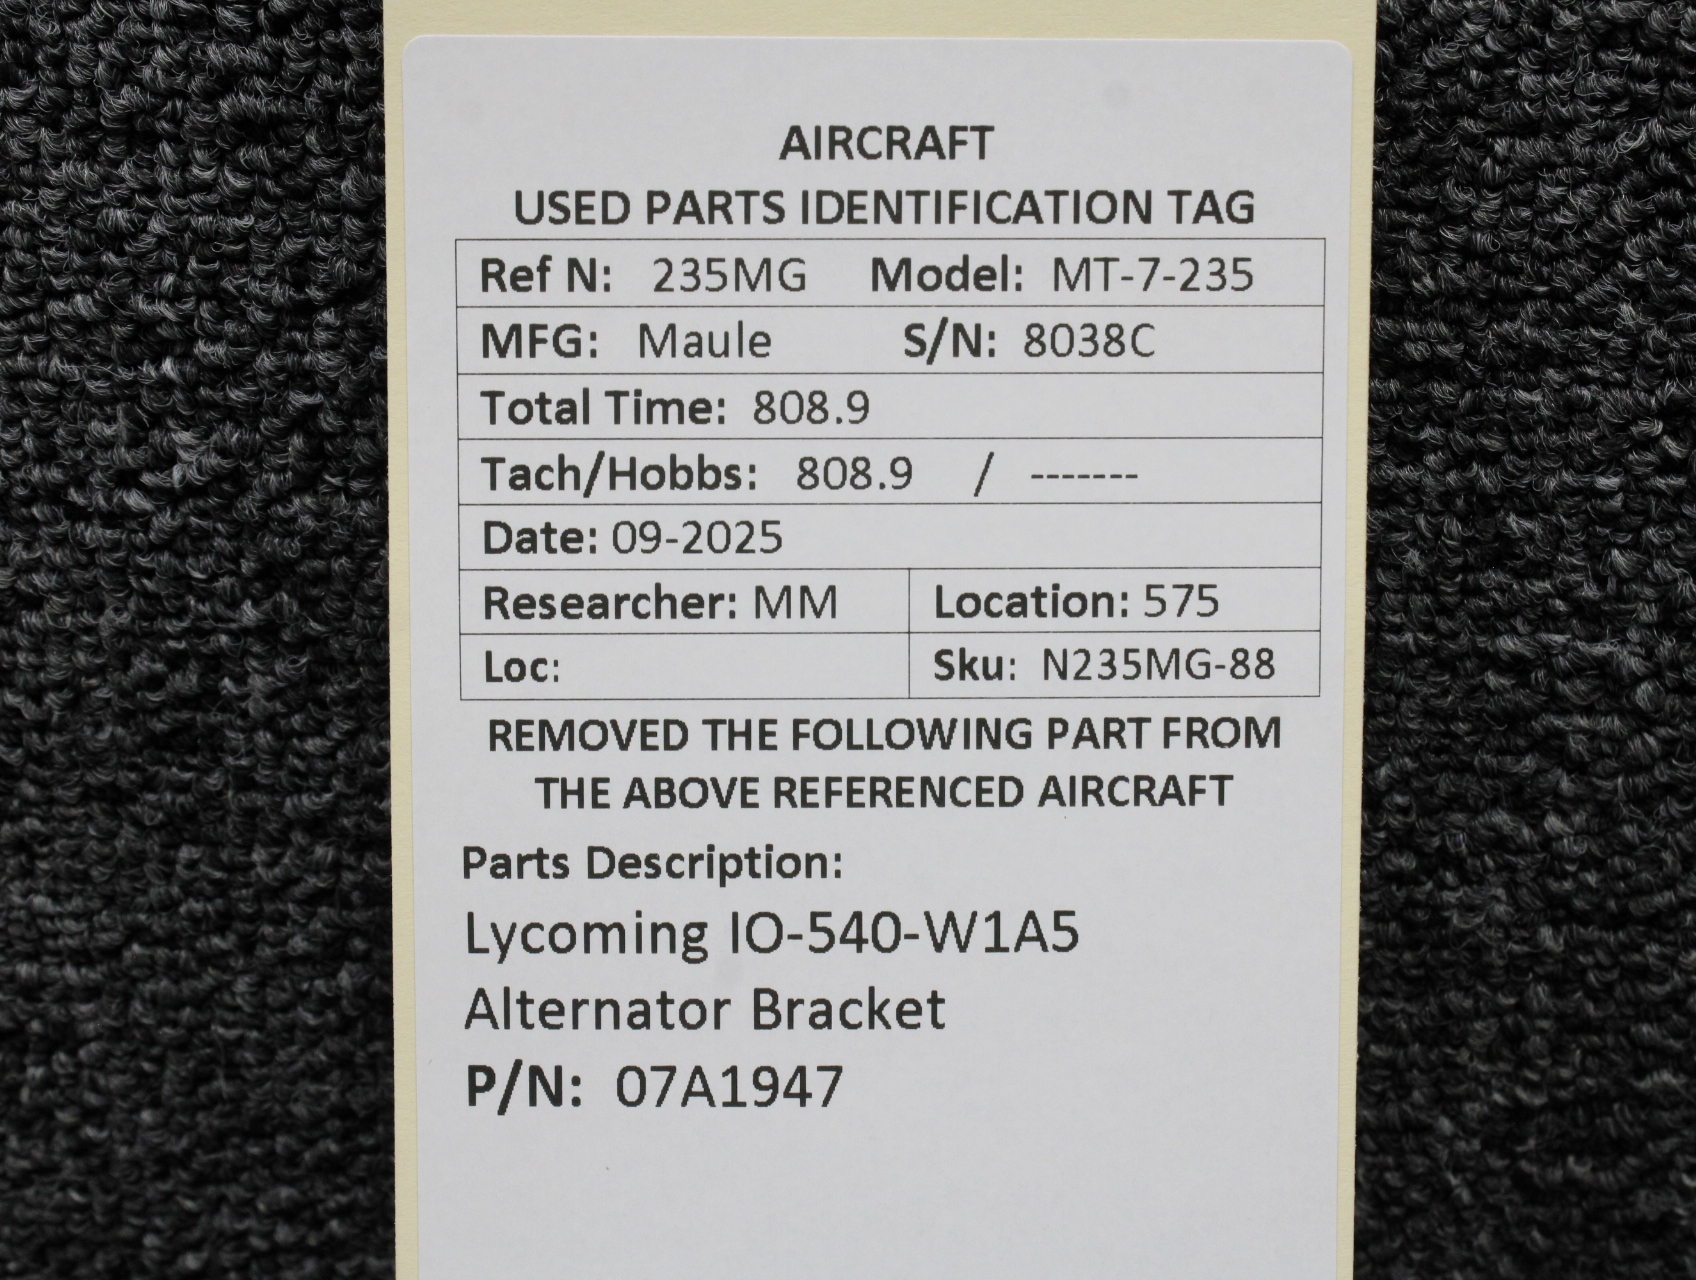 AIRCRAFT
USED PARTS IDENTIFICATION TAG
Ref N: 235MG Model: MT-7-235
MFG: Maule S/N: 8038C
Total Time: 808.9
Tach/Hobbs: 808.9 / -------
Date: 09-2025
Researcher: MM Location: 575
Loc: Sku: N235MG-88
REMOVED THE FOLLOWING PART FROM
THE ABOVE REFERENCED AIRCRAFT
Parts Description:
Lycoming IO-540-W1A5
Alternator Bracket
P/N: 07A1947